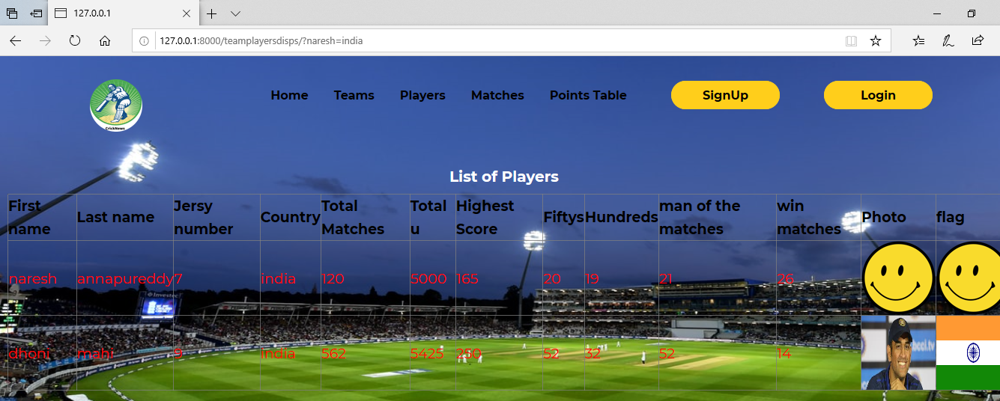 127.0.0.1
127.0.0.1:8000/teamplayersdisps/?naresh=india
Home Teams Players Matches Points Table SignUp Login
CrickNews
List of Players
First name Last name Jersy number Country Total Matches Total u Highest Score Fiftys Hundreds man of the matches win matches Photo flag
naresh annapureddy 7 india 120 5000 165 20 19 21 26
Investec
dhoni mahi 9 india 562 5425 250 52 32 52 14
bcci.tv